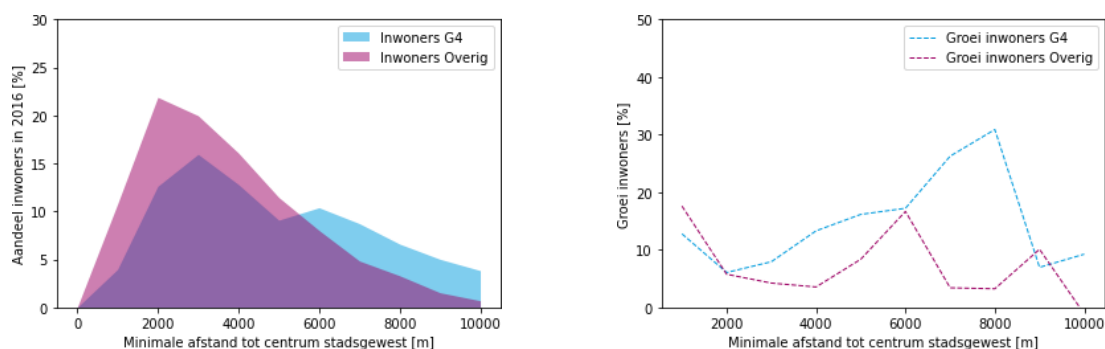 30
25
20
15
10
5
0
Aandeel inwoners in 2016 [%]
Inwoners G4
Inwoners Overig
0 2000 4000 6000 8000 10000
Minimale afstand tot centrum stadsgewest [m]
50
40
30
20
10
0
Groei inwoners [%]
Groei inwoners G4
Groei inwoners Overig
2000 4000 6000 8000 10000
Minimale afstand tot centrum stadsgewest [m]